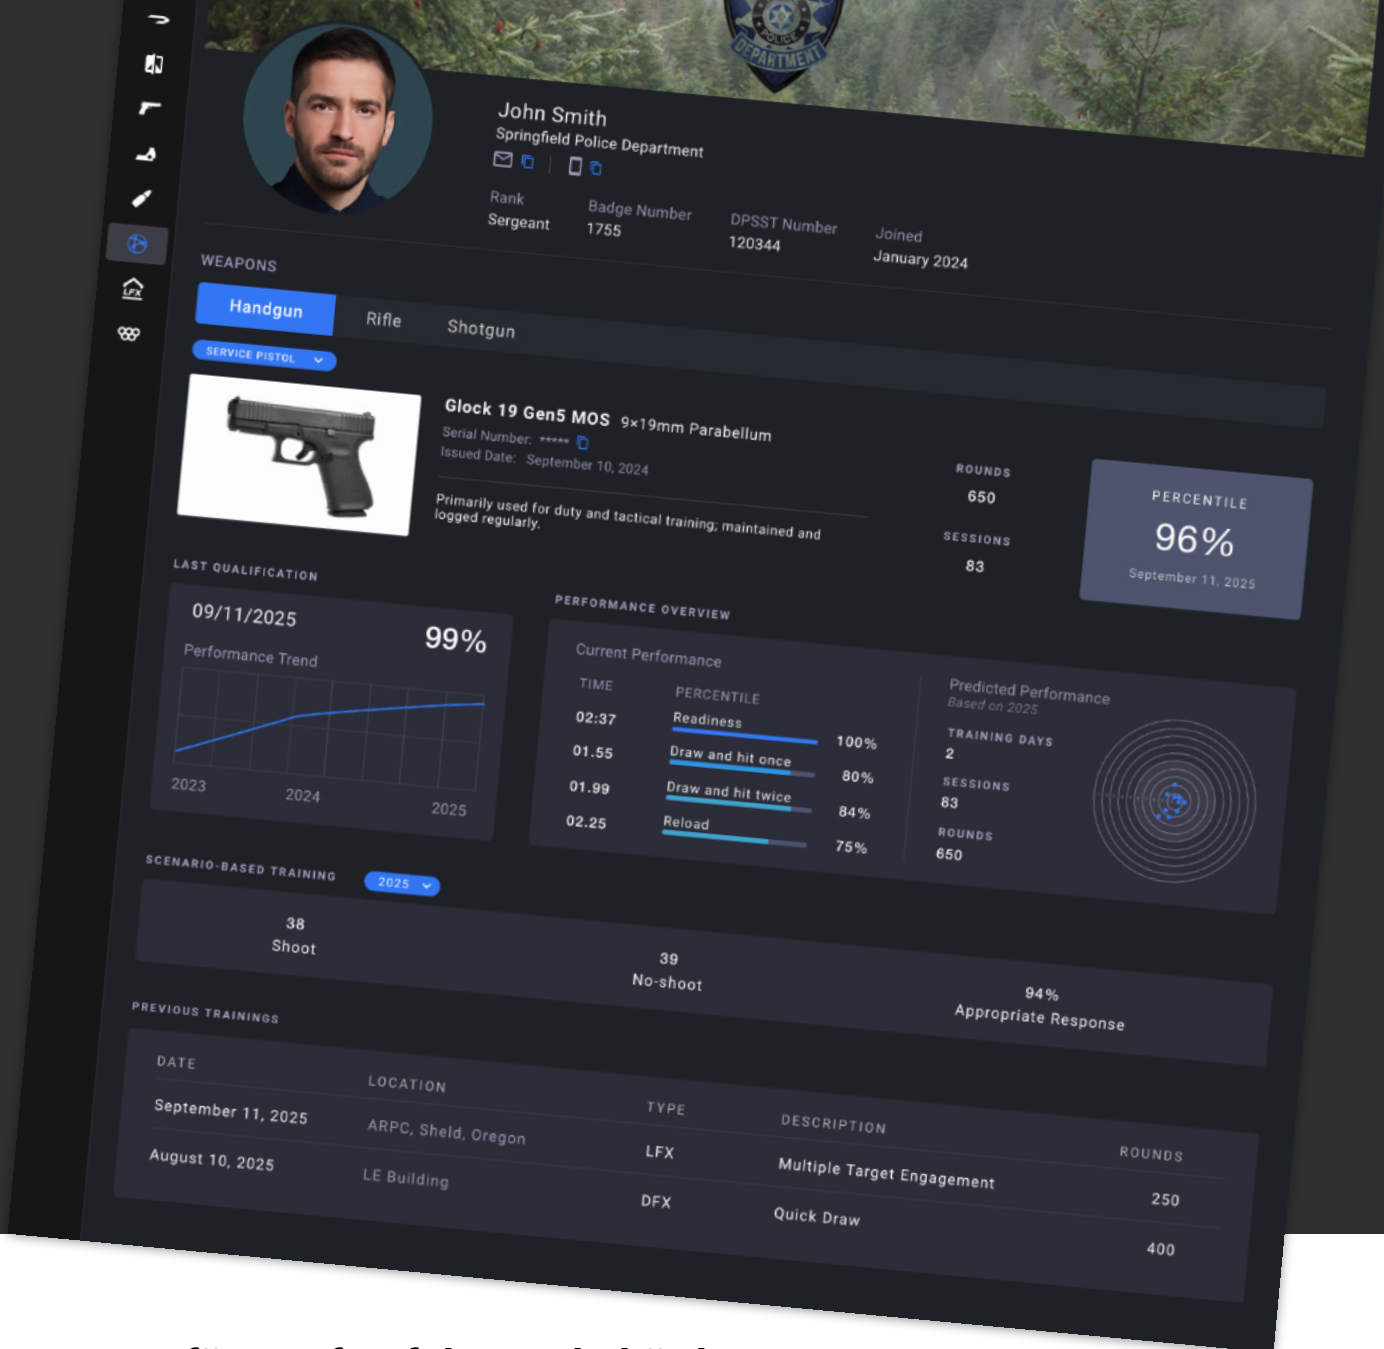 POLICE
DEPARTMENT
John Smith
Springfield Police Department
Rank
Badge Number
DPSST Number
Joined
Sergeant
1755
120344
January 2024
LFX
WEAPONS
Handgun
Rifle
Shotgun
SERVICE PISTOL
Glock 19 Gen5 MOS 9×19mm Parabellum
Serial Number: *****
Issued Date: September 10, 2024
Primarily used for duty and tactical training; maintained and
logged regularly.
ROUNDS
650
SESSIONS
83
PERCENTILE
96%
September 11, 2025
LAST QUALIFICATION
09/11/2025
99%
Performance Trend
2023
2024
2025
PERFORMANCE OVERVIEW
Current Performance
TIME
PERCENTILE
02:37
Readiness
100%
01.55
Draw and hit once
80%
01.99
Draw and hit twice
84%
02.25
Reload
75%
Predicted Performance
Based on 2025
TRAINING DAYS
2
SESSIONS
83
ROUNDS
650
SCENARIO-BASED TRAINING
2025
38
Shoot
39
No-shoot
94%
Appropriate Response
PREVIOUS TRAININGS
DATE
LOCATION
TYPE
DESCRIPTION
ROUNDS
September 11, 2025
ARPC, Sheld, Oregon
LFX
Multiple Target Engagement
250
August 10, 2025
LE Building
DFX
Quick Draw
400